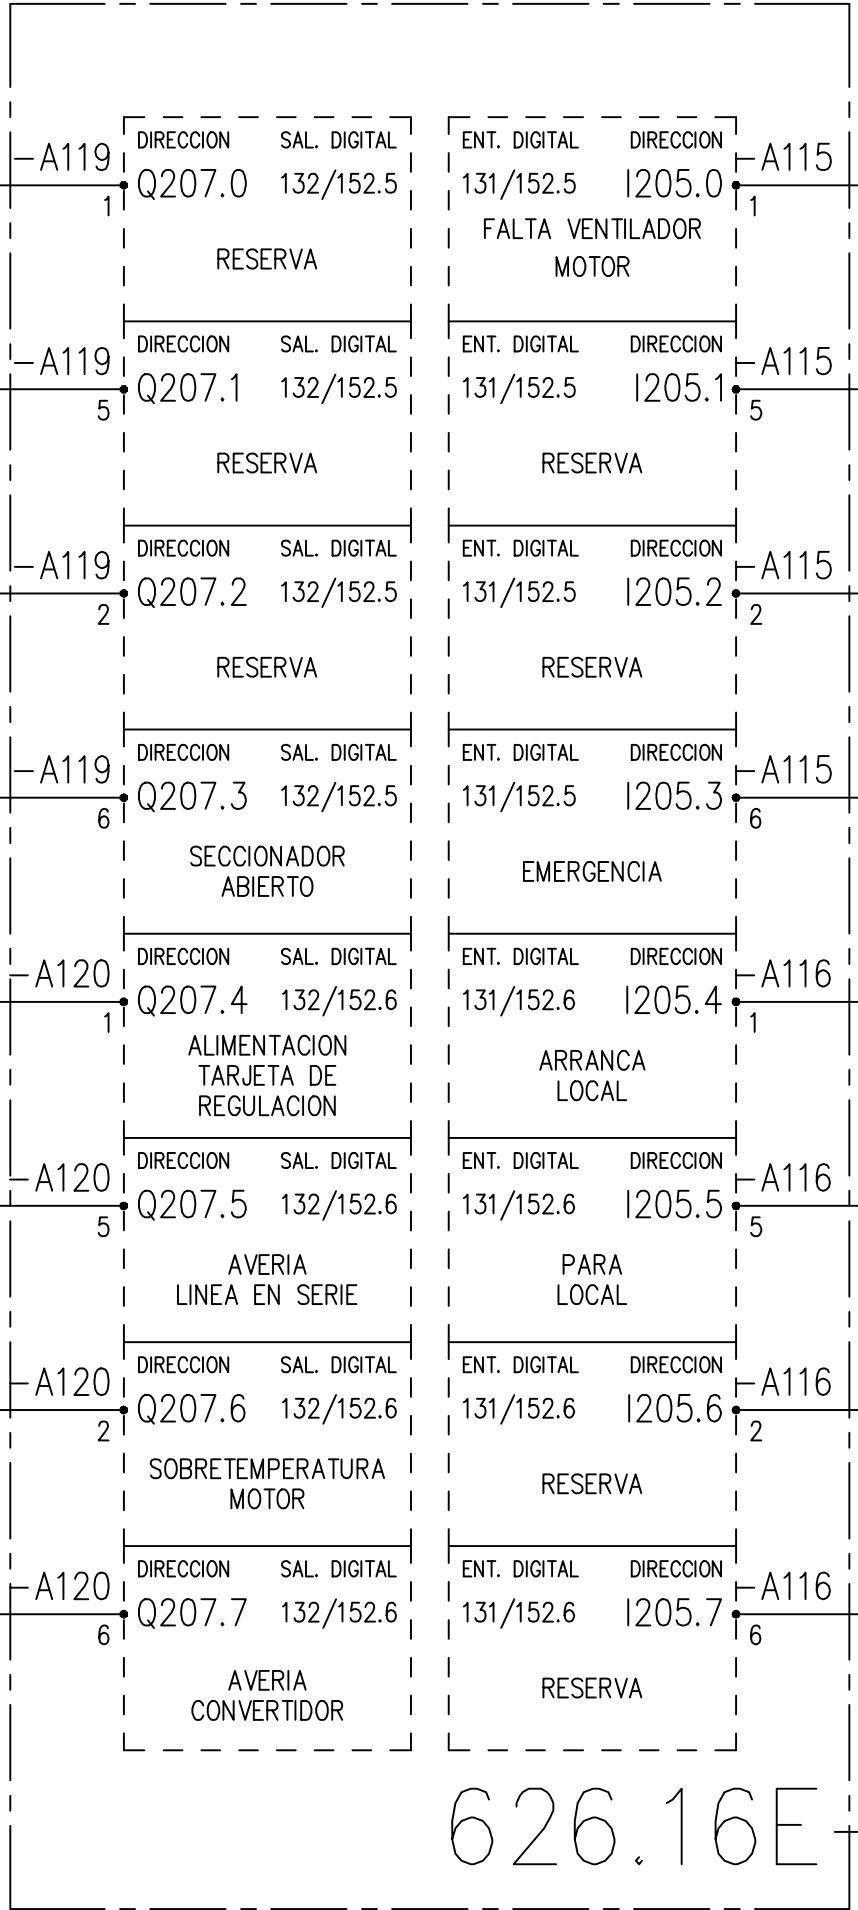 DIRECCION SAL. DIGITAL ENT. DIGITAL DIRECCION
-A119 Q207.0 132/152.5 131/152.5 I205.0 -A115
1 1
RESERVA
FALTA VENTILADOR
MOTOR
DIRECCION SAL. DIGITAL ENT. DIGITAL DIRECCION
-A119 Q207.1 132/152.5 131/152.5 I205.1 -A115
5 5
RESERVA RESERVA
DIRECCION SAL. DIGITAL ENT. DIGITAL DIRECCION
-A119 Q207.2 132/152.5 131/152.5 I205.2 -A115
2 2
RESERVA RESERVA
DIRECCION SAL. DIGITAL ENT. DIGITAL DIRECCION
-A119 Q207.3 132/152.5 131/152.5 I205.3 -A115
6 6
SECCIONADOR
ABIERTO
EMERGENCIA
DIRECCION SAL. DIGITAL ENT. DIGITAL DIRECCION
-A120 Q207.4 132/152.6 131/152.6 I205.4 -A116
1 1
ALIMENTACION
TARJETA DE
REGULACION
ARRANCA
LOCAL
DIRECCION SAL. DIGITAL ENT. DIGITAL DIRECCION
-A120 Q207.5 132/152.6 131/152.6 I205.5 -A116
5 5
AVERIA
LINEA EN SERIE
PARA
LOCAL
DIRECCION SAL. DIGITAL ENT. DIGITAL DIRECCION
-A120 Q207.6 132/152.6 131/152.6 I205.6 -A116
2 2
SOBRETEMPERATURA
MOTOR
RESERVA
DIRECCION SAL. DIGITAL ENT. DIGITAL DIRECCION
-A120 Q207.7 132/152.6 131/152.6 I205.7 -A116
6 6
AVERIA
CONVERTIDOR
RESERVA
626.16E